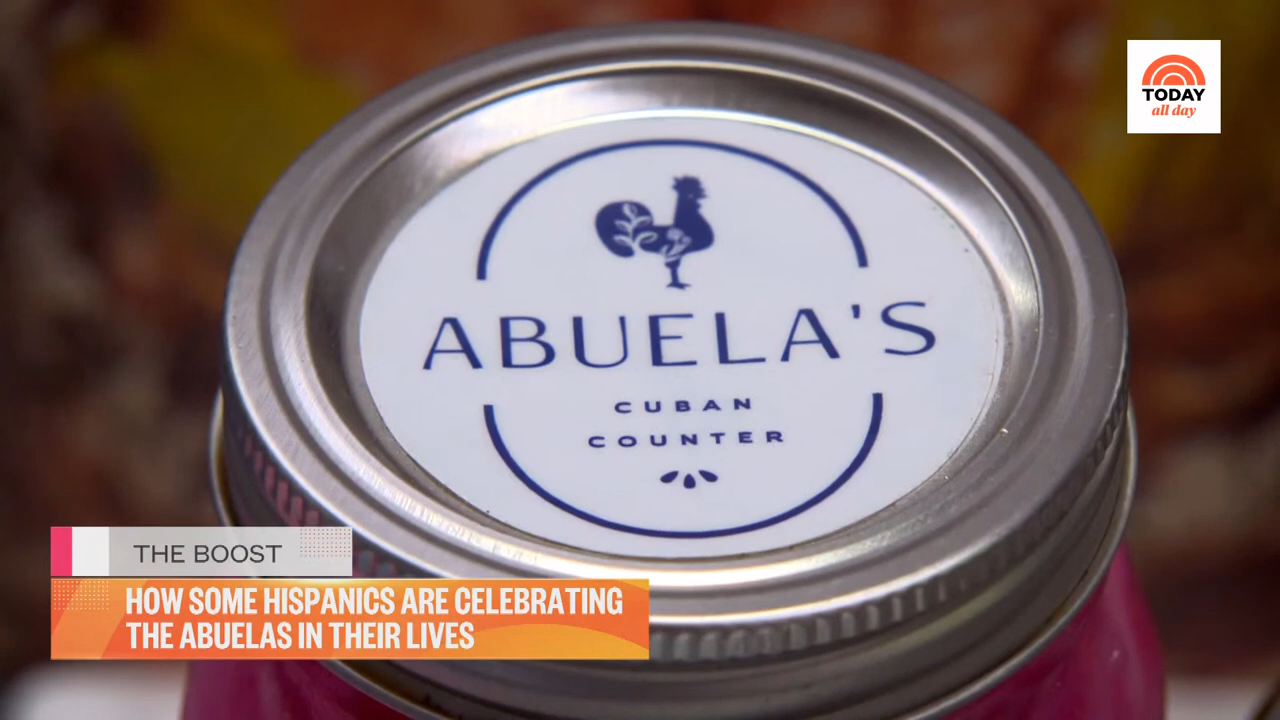 TODAY
all day
ABUELA'S
CUBAN
COUNTER
THE BOOST
HOW SOME HISPANICS ARE CELEBRATING
THE ABUELAS IN THEIR LIVES